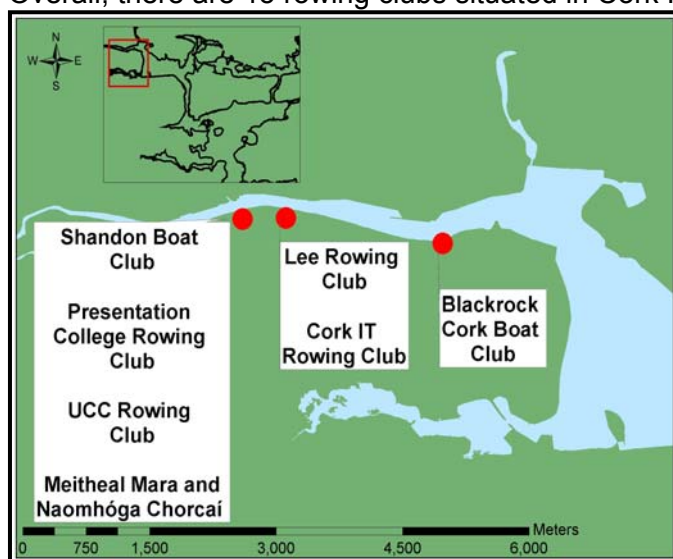 Overall, there are rowing clubs situated in Cork
N
W E
S
Shandon Boat
Club
Presentation
College Rowing
Club
UCC Rowing
Club
Meitheal Mara and
Naomhóga Chorcaí
Lee Rowing
Club
Cork IT
Rowing Club
Blackrock
Cork Boat
Club
Meters
0 750 1,500 3,000 4,500 6,000